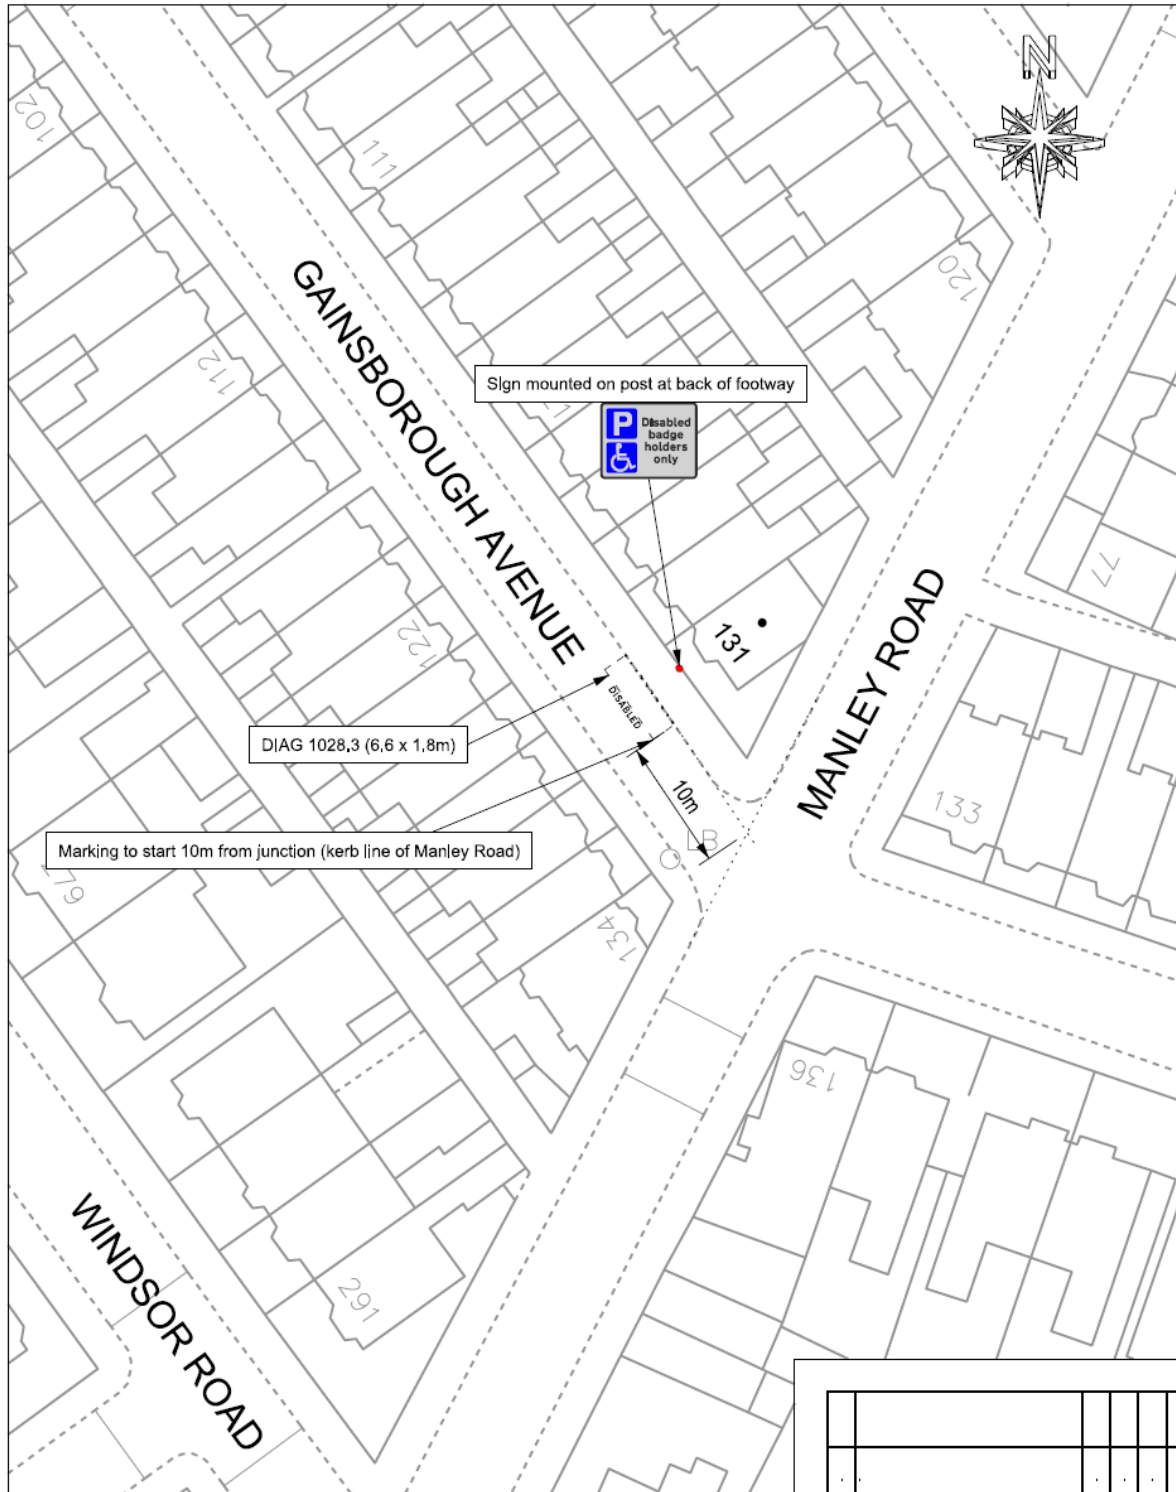 N
102
111
120
GAINSBOROUGH AVENUE
112
Sign mounted on post at back of footway
P Disabled
badge
holders
only
77
122
131
MANLEY ROAD
DISABLED
DIAG 1028.3 (6.6 x 1.8m)
10m
133
LB
Marking to start 10m from junction (kerb line of Manley Road)
279
134
136
WINDSOR ROAD
291